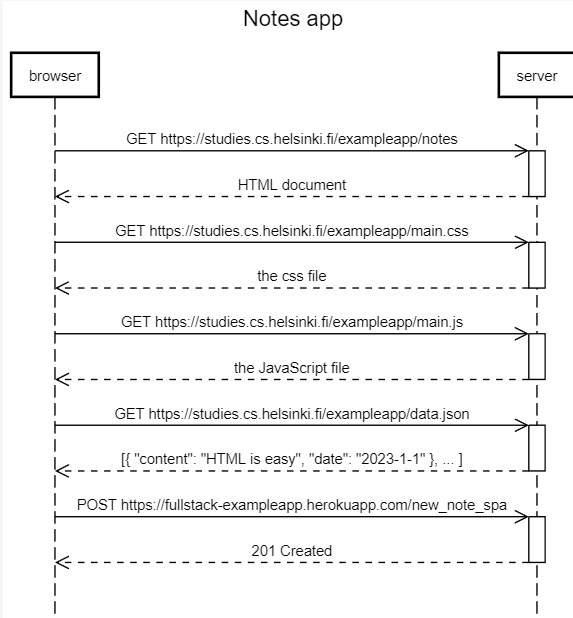 Notes app
browser
server
GET https://studies.cs.helsinki.fi/exampleapp/notes
HTML document
GET https://studies.cs.helsinki.fi/exampleapp/main.css
the css file
GET https://studies.cs.helsinki.fi/exampleapp/main.js
the JavaScript file
GET https://studies.cs.helsinki.fi/exampleapp/data.json
[{ "content": "HTML is easy", "date": "2023-1-1" }, ... ]
POST https://fullstack-exampleapp.herokuapp.com/new_note_spa
201 Created